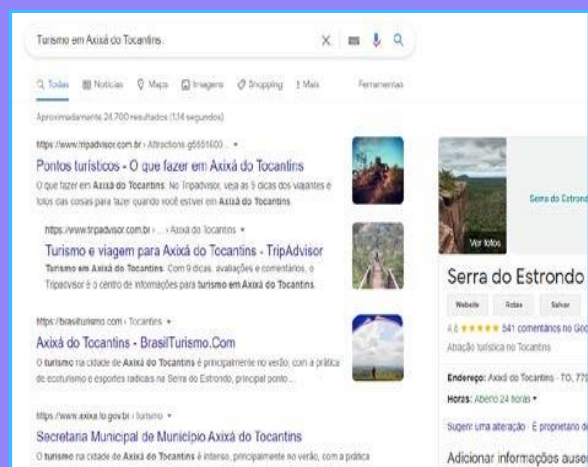 Turismo em Axixá do Tocantins
Todas Notícias Maps Imagens Shopping Mais Ferramentas
Aproximadamente 24.700 resultados (1,14 segundos)
https://www.tripadvisor.com.br › Attractions-g5551600...
Pontos turísticos - O que fazer em Axixá do Tocantins
O que fazer em Axixá do Tocantins: No Tripadvisor, veja as 9 dicas dos viajantes e
fotos das coisas para fazer quando você estiver em Axixá do Tocantins
https://www.tripadvisor.com.br › ... › Axixá do Tocantins
Turismo e viagem para Axixá do Tocantins - TripAdvisor
Turismo em Axixá do Tocantins: Com 9 dicas, avaliações e comentários, o
Tripadvisor é o centro de informações para turismo em Axixá do Tocantins.
https://brasilturismo.com › Tocantins
Axixá do Tocantins - BrasilTurismo.Com
O turismo na cidade de Axixá do Tocantins é principalmente no verão, com a prática
de ecoturismo e esportes radicais na Serra do Estrondo, principal ponto ...
https://www.axixa.to.gov.br › turismo
Secretaria Municipal de Município Axixá do Tocantins
O turismo na cidade de Axixá do Tocantins é intenso, principalmente no verão, com a prática
Ver fotos
Serra do Estrond
Serra do Estrondo
Website Rotas Salvar
4,6 541 comentários no Goo
Atração turística no Tocantins
Endereço: Axixá do Tocantins - TO, 779
Horas: Aberto 24 horas
Sugerir uma alteração · É proprietário de
Adicionar informações ause